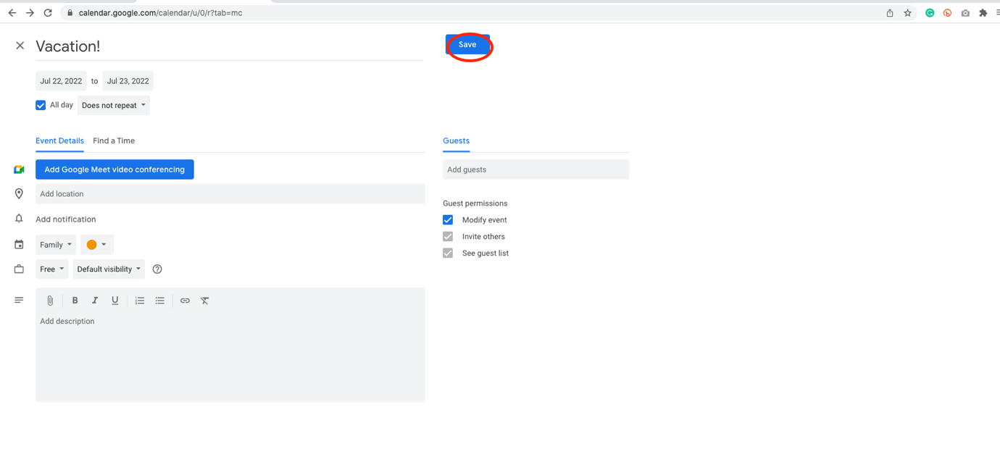 calendar.google.com/calendar/u/0/r?tab=mc
Vacation!
Save
Jul 22, 2022 to Jul 23, 2022
All day Does not repeat
Event Details Find a Time
Guests
Add Google Meet video conferencing
Add guests
Add location
Guest permissions
Add notification
Modify event
Invite others
Family
See guest list
Free Default visibility
B I U
Add description